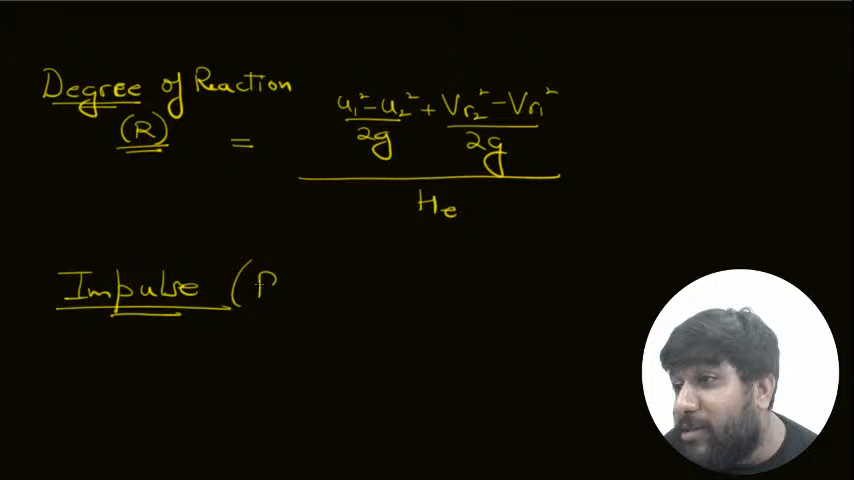 Degree of Reaction
(R) = (u₁² - u₂² / 2g + Vr₂² - Vr₁² / 2g) / He
Impulse (P